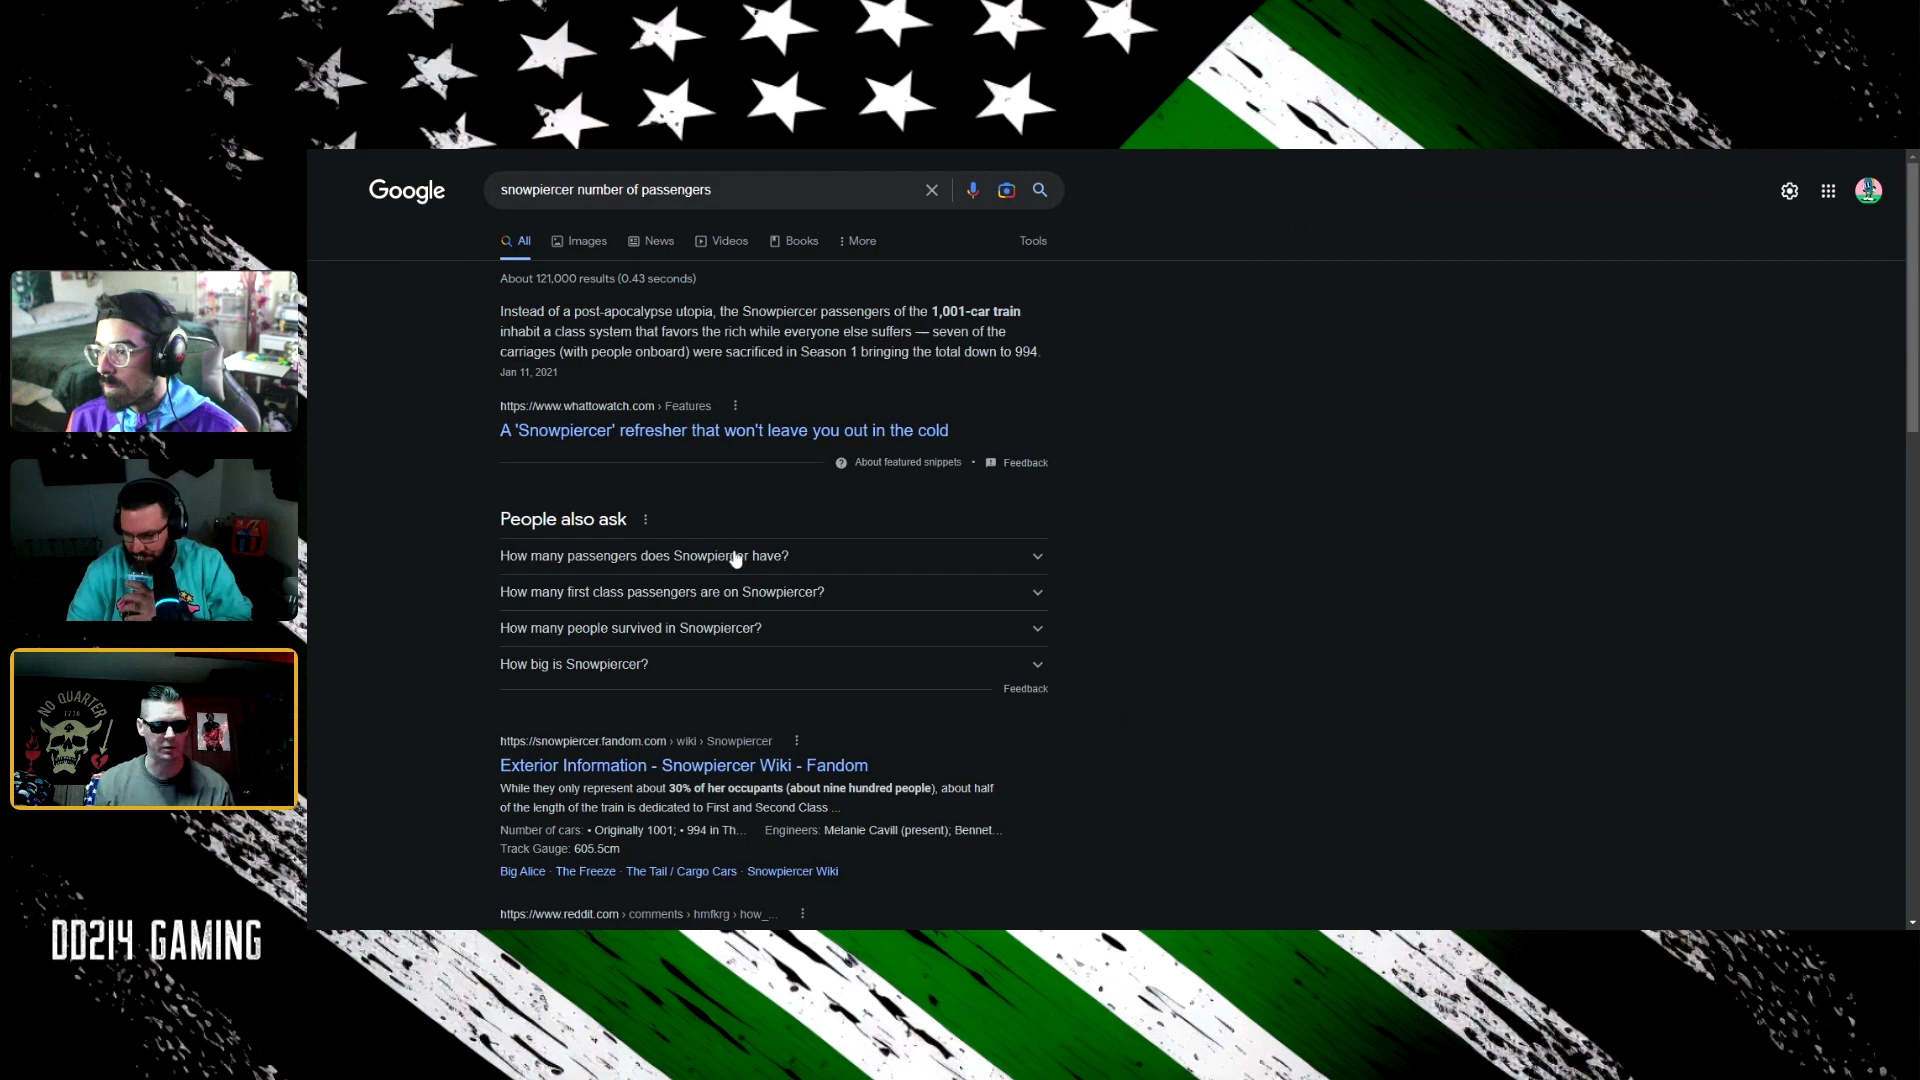 Google
snowpiercer number of passengers
All
Images
News
Videos
Books
More
Tools
About 121,000 results (0.43 seconds)
Instead of a post-apocalypse utopia, the Snowpiercer passengers of the 1,001-car train
inhabit a class system that favors the rich while everyone else suffers — seven of the
carriages (with people onboard) were sacrificed in Season 1 bringing the total down to 994.
Jan 11, 2021
https://www.whattowatch.com › Features
A 'Snowpiercer' refresher that won't leave you out in the cold
About featured snippets • Feedback
People also ask
How many passengers does Snowpiercer have?
How many first class passengers are on Snowpiercer?
How many people survived in Snowpiercer?
How big is Snowpiercer?
Feedback
https://snowpiercer.fandom.com › wiki › Snowpiercer
Exterior Information - Snowpiercer Wiki - Fandom
While they only represent about 30% of her occupants (about nine hundred people), about half
of the length of the train is dedicated to First and Second Class ...
Number of cars: • Originally 1001; • 994 in Th... Engineers: Melanie Cavill (present); Bennet...
Track Gauge: 605.5cm
Big Alice · The Freeze · The Tail / Cargo Cars · Snowpiercer Wiki
https://www.reddit.com › comments › hmfkrg › how_...
NO QUARTER
1776
DD214 GAMING